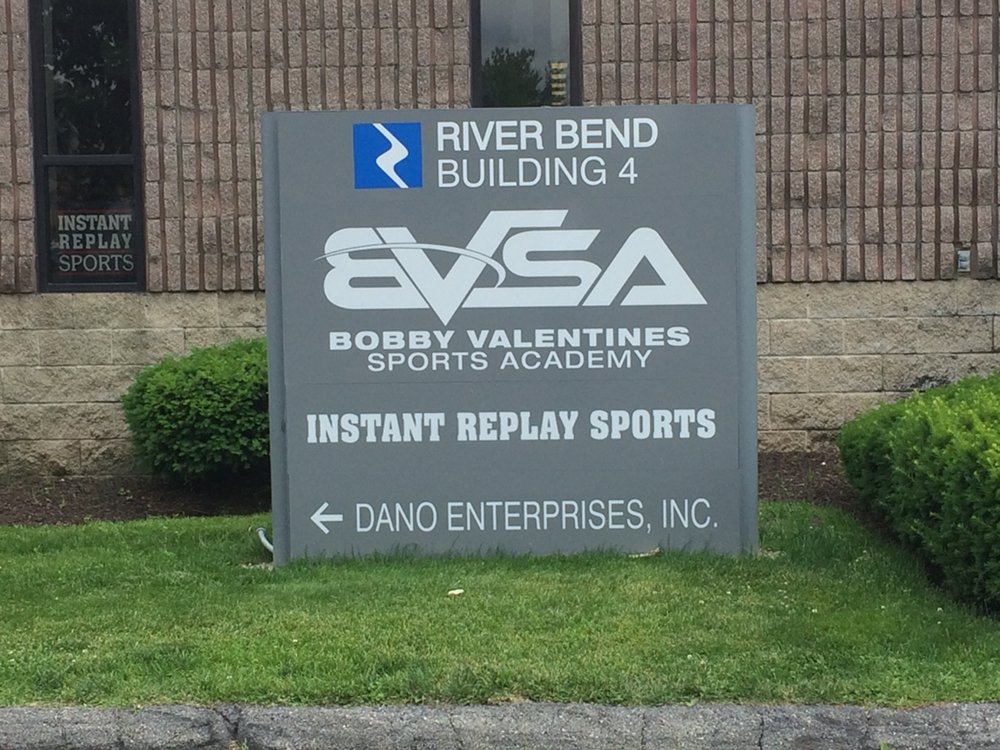 RIVER BEND
BUILDING 4
BVSA
BOBBY VALENTINES
SPORTS ACADEMY
INSTANT REPLAY SPORTS
← DANO ENTERPRISES, INC.
INSTANT
REPLAY
SPORTS